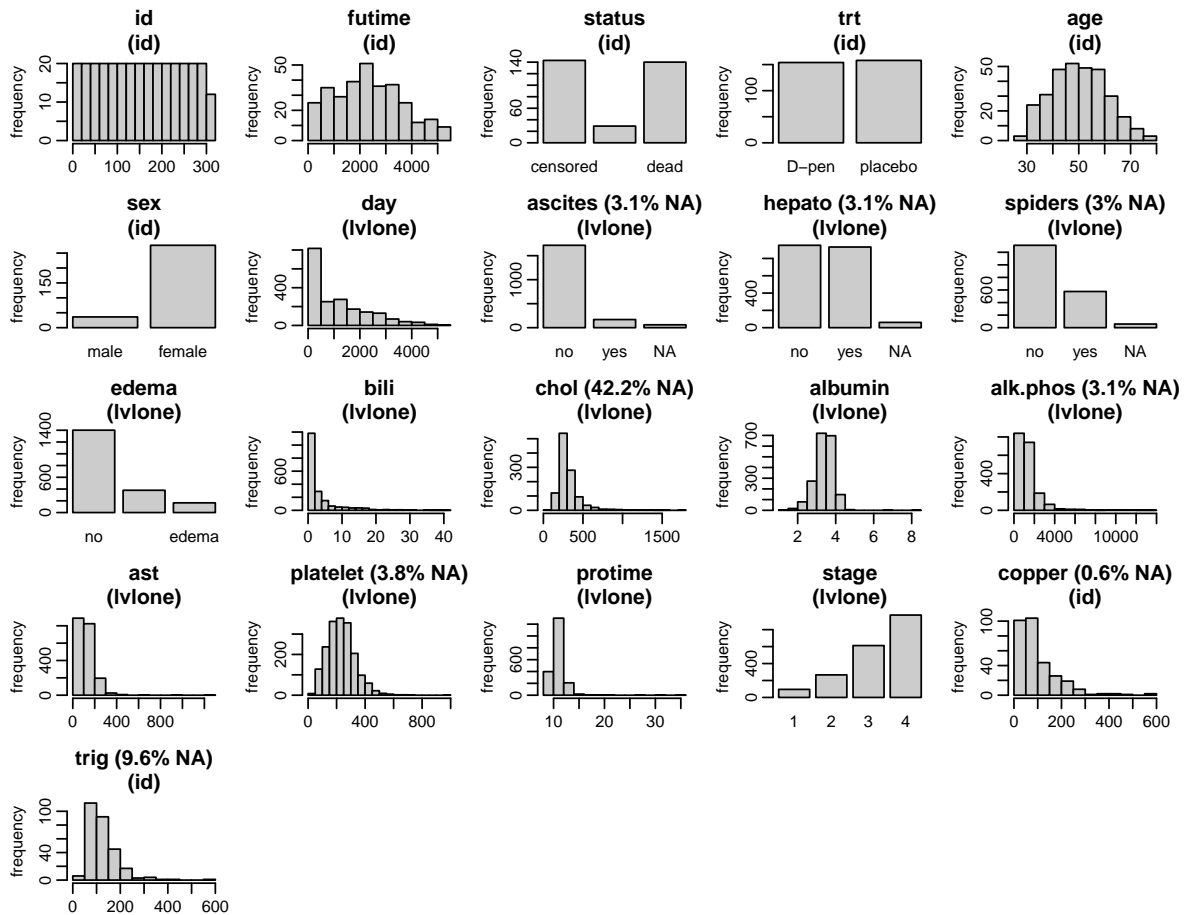 id
(id)
frequency
0 10 20
0 100 200 300
futime
(id)
frequency
0 20 50
0 2000 4000
status
(id)
frequency
0 60 140
censored dead
trt
(id)
frequency
0 50 150
D−pen placebo
age
(id)
frequency
0 20 50
30 50 70
sex
(id)
frequency
0 150
male female
day
(lvlone)
frequency
0 400
0 2000 4000
ascites (3.1% NA)
(lvlone)
frequency
0 1000
no yes NA
hepato (3.1% NA)
(lvlone)
frequency
0 400
no yes NA
spiders (3% NA)
(lvlone)
frequency
0 600
no yes NA
edema
(lvlone)
frequency
0 600 1400
no edema
bili
(lvlone)
frequency
0 600
0 10 20 30 40
chol (42.2% NA)
(lvlone)
frequency
0 300
0 500 1500
albumin
(lvlone)
frequency
0 300 700
2 4 6 8
alk.phos (3.1% NA)
(lvlone)
frequency
0 400
0 4000 10000
ast
(lvlone)
frequency
0 400
0 400 800
platelet (3.8% NA)
(lvlone)
frequency
0 200
0 400 800
protime
(lvlone)
frequency
0 600
10 20 30
stage
(lvlone)
frequency
0 400
1 2 3 4
copper (0.6% NA)
(id)
frequency
0 40 100
0 200 400 600
trig (9.6% NA)
(id)
frequency
0 40 100
0 200 600